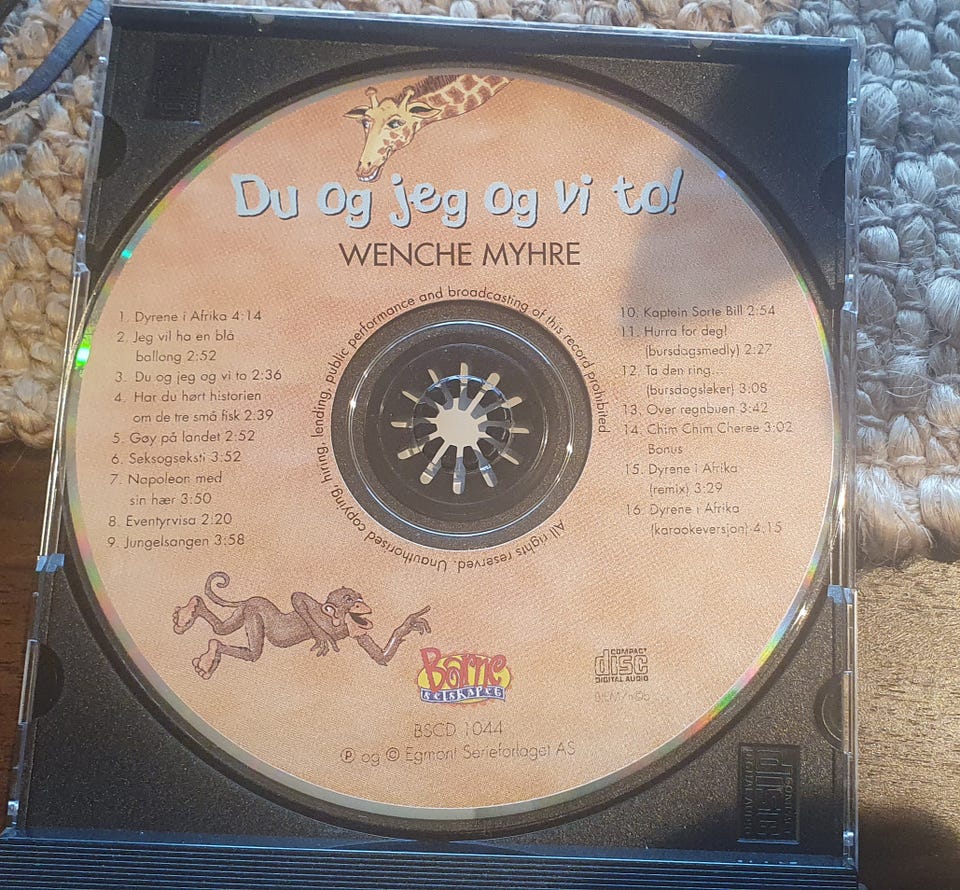 Du og jeg og vi to!
WENCHE MYHRE
1. Dyrene i Afrika 4:14
2. Jeg vil ha en blå
ballong 2:52
3. Du og jeg og vi to 2:36
4. Har du hørt historien
om de tre små fisk 2:39
5. Gøy på landet 2:52
6. Seksogseksti 3:52
7. Napoleon med
sin hær 3:50
8. Eventyrvisa 2:20
9. Jungelsangen 3:58
10. Kaptein Sorte Bill 2:54
11. Hurra for deg!
(bursdagsmedly) 2:27
12. Ta den ring...
(bursdagsleker) 3:08
13. Over regnbuen 3:42
14. Chim Chim Cheree 3:02
Bonus
15. Dyrene i Afrika
(remix) 3:29
16. Dyrene i Afrika
(karaokeversjon) 4:15
All rights reserved. Unauthorised copying, hiring, lending, public performance and broadcasting of this record prohibited
Barne
selskapet
COMPACT
disc
DIGITAL AUDIO
BSCD 1044
℗ og © Egmont Serieforlaget AS